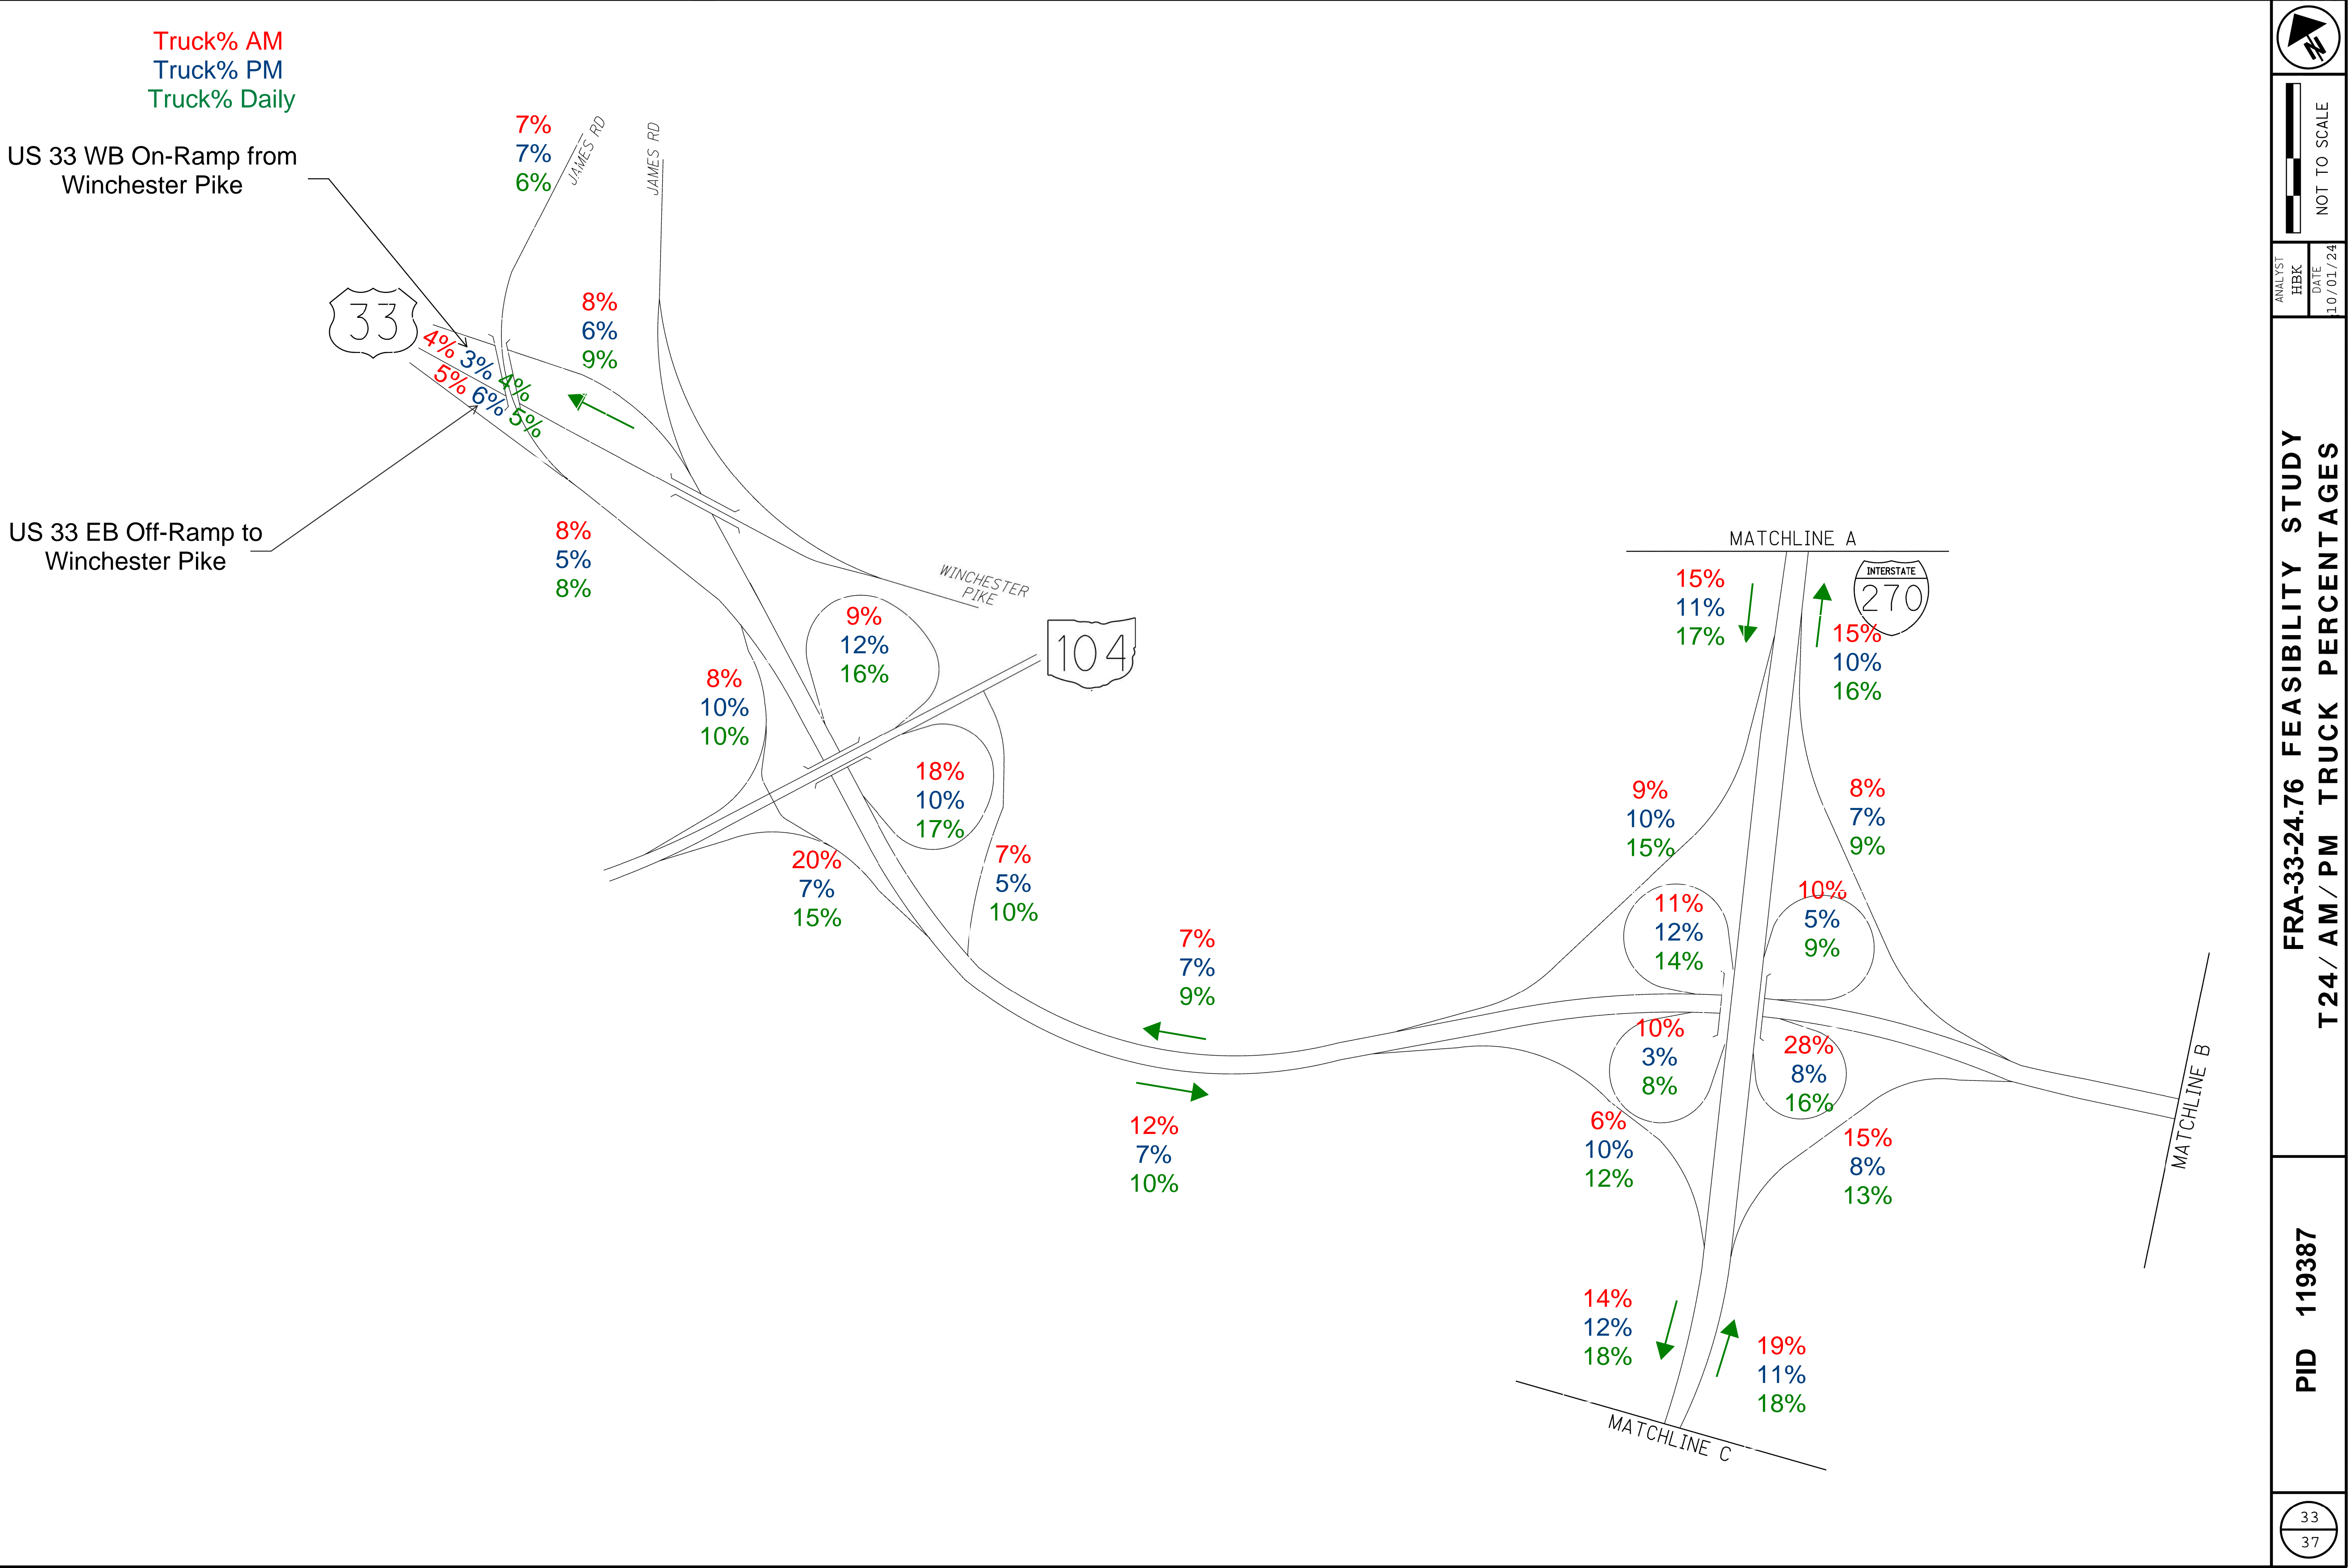 Truck% AM
Truck% PM
Truck% Daily
US 33 WB On-Ramp from
Winchester Pike
US 33 EB Off-Ramp to
Winchester Pike
7%
7%
6%
JAMES RD
JAMES RD
33
8%
6%
9%
4% 3% 4%
5% 6% 5%
8%
5%
8%
WINCHESTER
PIKE
104
9%
12%
16%
8%
10%
10%
18%
10%
17%
20%
7%
15%
7%
5%
10%
7%
7%
9%
12%
7%
10%
MATCHLINE A
INTERSTATE
270
15%
11%
17%
15%
10%
16%
9%
10%
15%
8%
7%
9%
11%
12%
14%
10%
5%
9%
10%
3%
8%
28%
8%
16%
6%
10%
12%
15%
8%
13%
MATCHLINE B
14%
12%
18%
19%
11%
18%
MATCHLINE C
N
NOT TO SCALE
ANALYST
HBK
DATE
10/01/24
FRA-33-24.76 FEASIBILITY STUDY
T24/AM/PM TRUCK PERCENTAGES
PID 119387
33
37